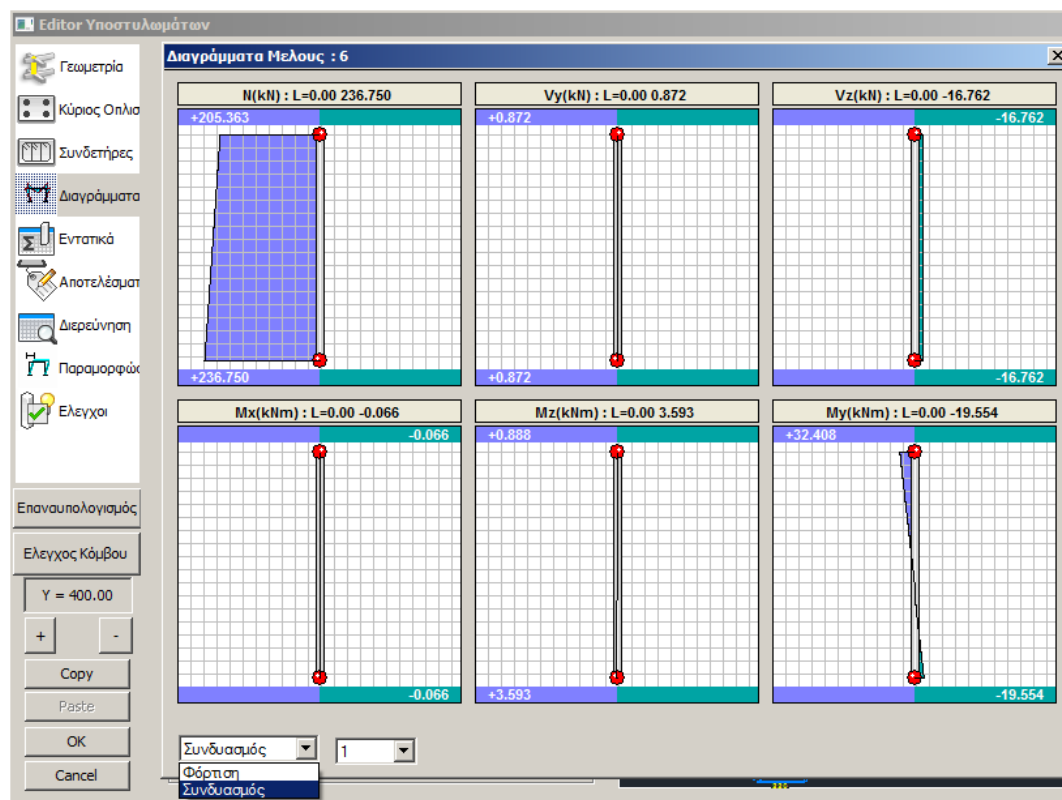 Editor Υποστυλωμάτων
Γεωμετρία
Κύριος Οπλισ
Συνδετήρες
Διαγράμματα
Εντατικά
Αποτελέσματ
Διερεύνηση
Παραμορφώσ
Ελεγχοι
Επαναυπολογισμός
Ελεγχος Κόμβου
Y = 400.00
+ -
Copy
Paste
OK
Cancel
Διαγράμματα Μελους : 6
N(kN) : L=0.00 236.750
+205.363
+236.750
Vy(kN) : L=0.00 0.872
+0.872
+0.872
Vz(kN) : L=0.00 -16.762
-16.762
-16.762
Mx(kNm) : L=0.00 -0.066
-0.066
-0.066
Mz(kNm) : L=0.00 3.593
+0.888
+3.593
My(kNm) : L=0.00 -19.554
+32.408
-19.554
Συνδυασμός 1
Φόρτιση
Συνδυασμός